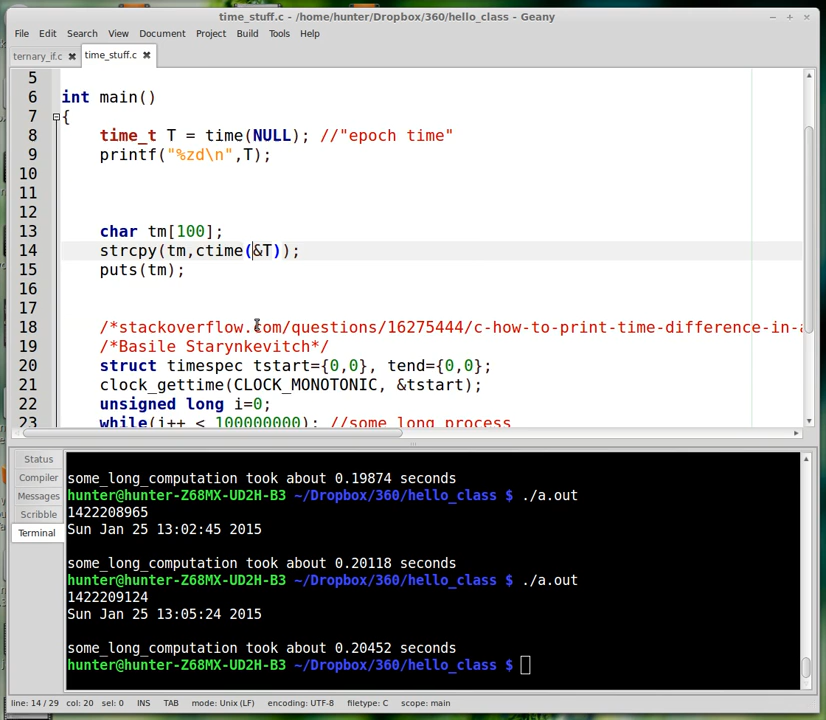 time_stuff.c - /home/hunter/Dropbox/360/hello_class - Geany
File Edit Search View Document Project Build Tools Help
ternary_if.c time_stuff.c
5
6 int main()
7 {
8 time_t T = time(NULL); //"epoch time"
9 printf("%zd\n",T);
10
11
12
13 char tm[100];
14 strcpy(tm,ctime(&T));
15 puts(tm);
16
17
18 /*stackoverflow.com/questions/16275444/c-how-to-print-time-difference-in-
19 /*Basile Starynkevitch*/
20 struct timespec tstart={0,0}, tend={0,0};
21 clock_gettime(CLOCK_MONOTONIC, &tstart);
22 unsigned long i=0;
23 while(i++ < 100000000); //some long process
Status
Compiler
Messages
Scribble
Terminal
some_long_computation took about 0.19874 seconds
hunter@hunter-Z68MX-UD2H-B3 ~/Dropbox/360/hello_class $ ./a.out
1422208965
Sun Jan 25 13:02:45 2015
some_long_computation took about 0.20118 seconds
hunter@hunter-Z68MX-UD2H-B3 ~/Dropbox/360/hello_class $ ./a.out
1422209124
Sun Jan 25 13:05:24 2015
some_long_computation took about 0.20452 seconds
hunter@hunter-Z68MX-UD2H-B3 ~/Dropbox/360/hello_class $
line: 14 / 29 col: 20 sel: 0 INS TAB mode: Unix (LF) encoding: UTF-8 filetype: C scope: main